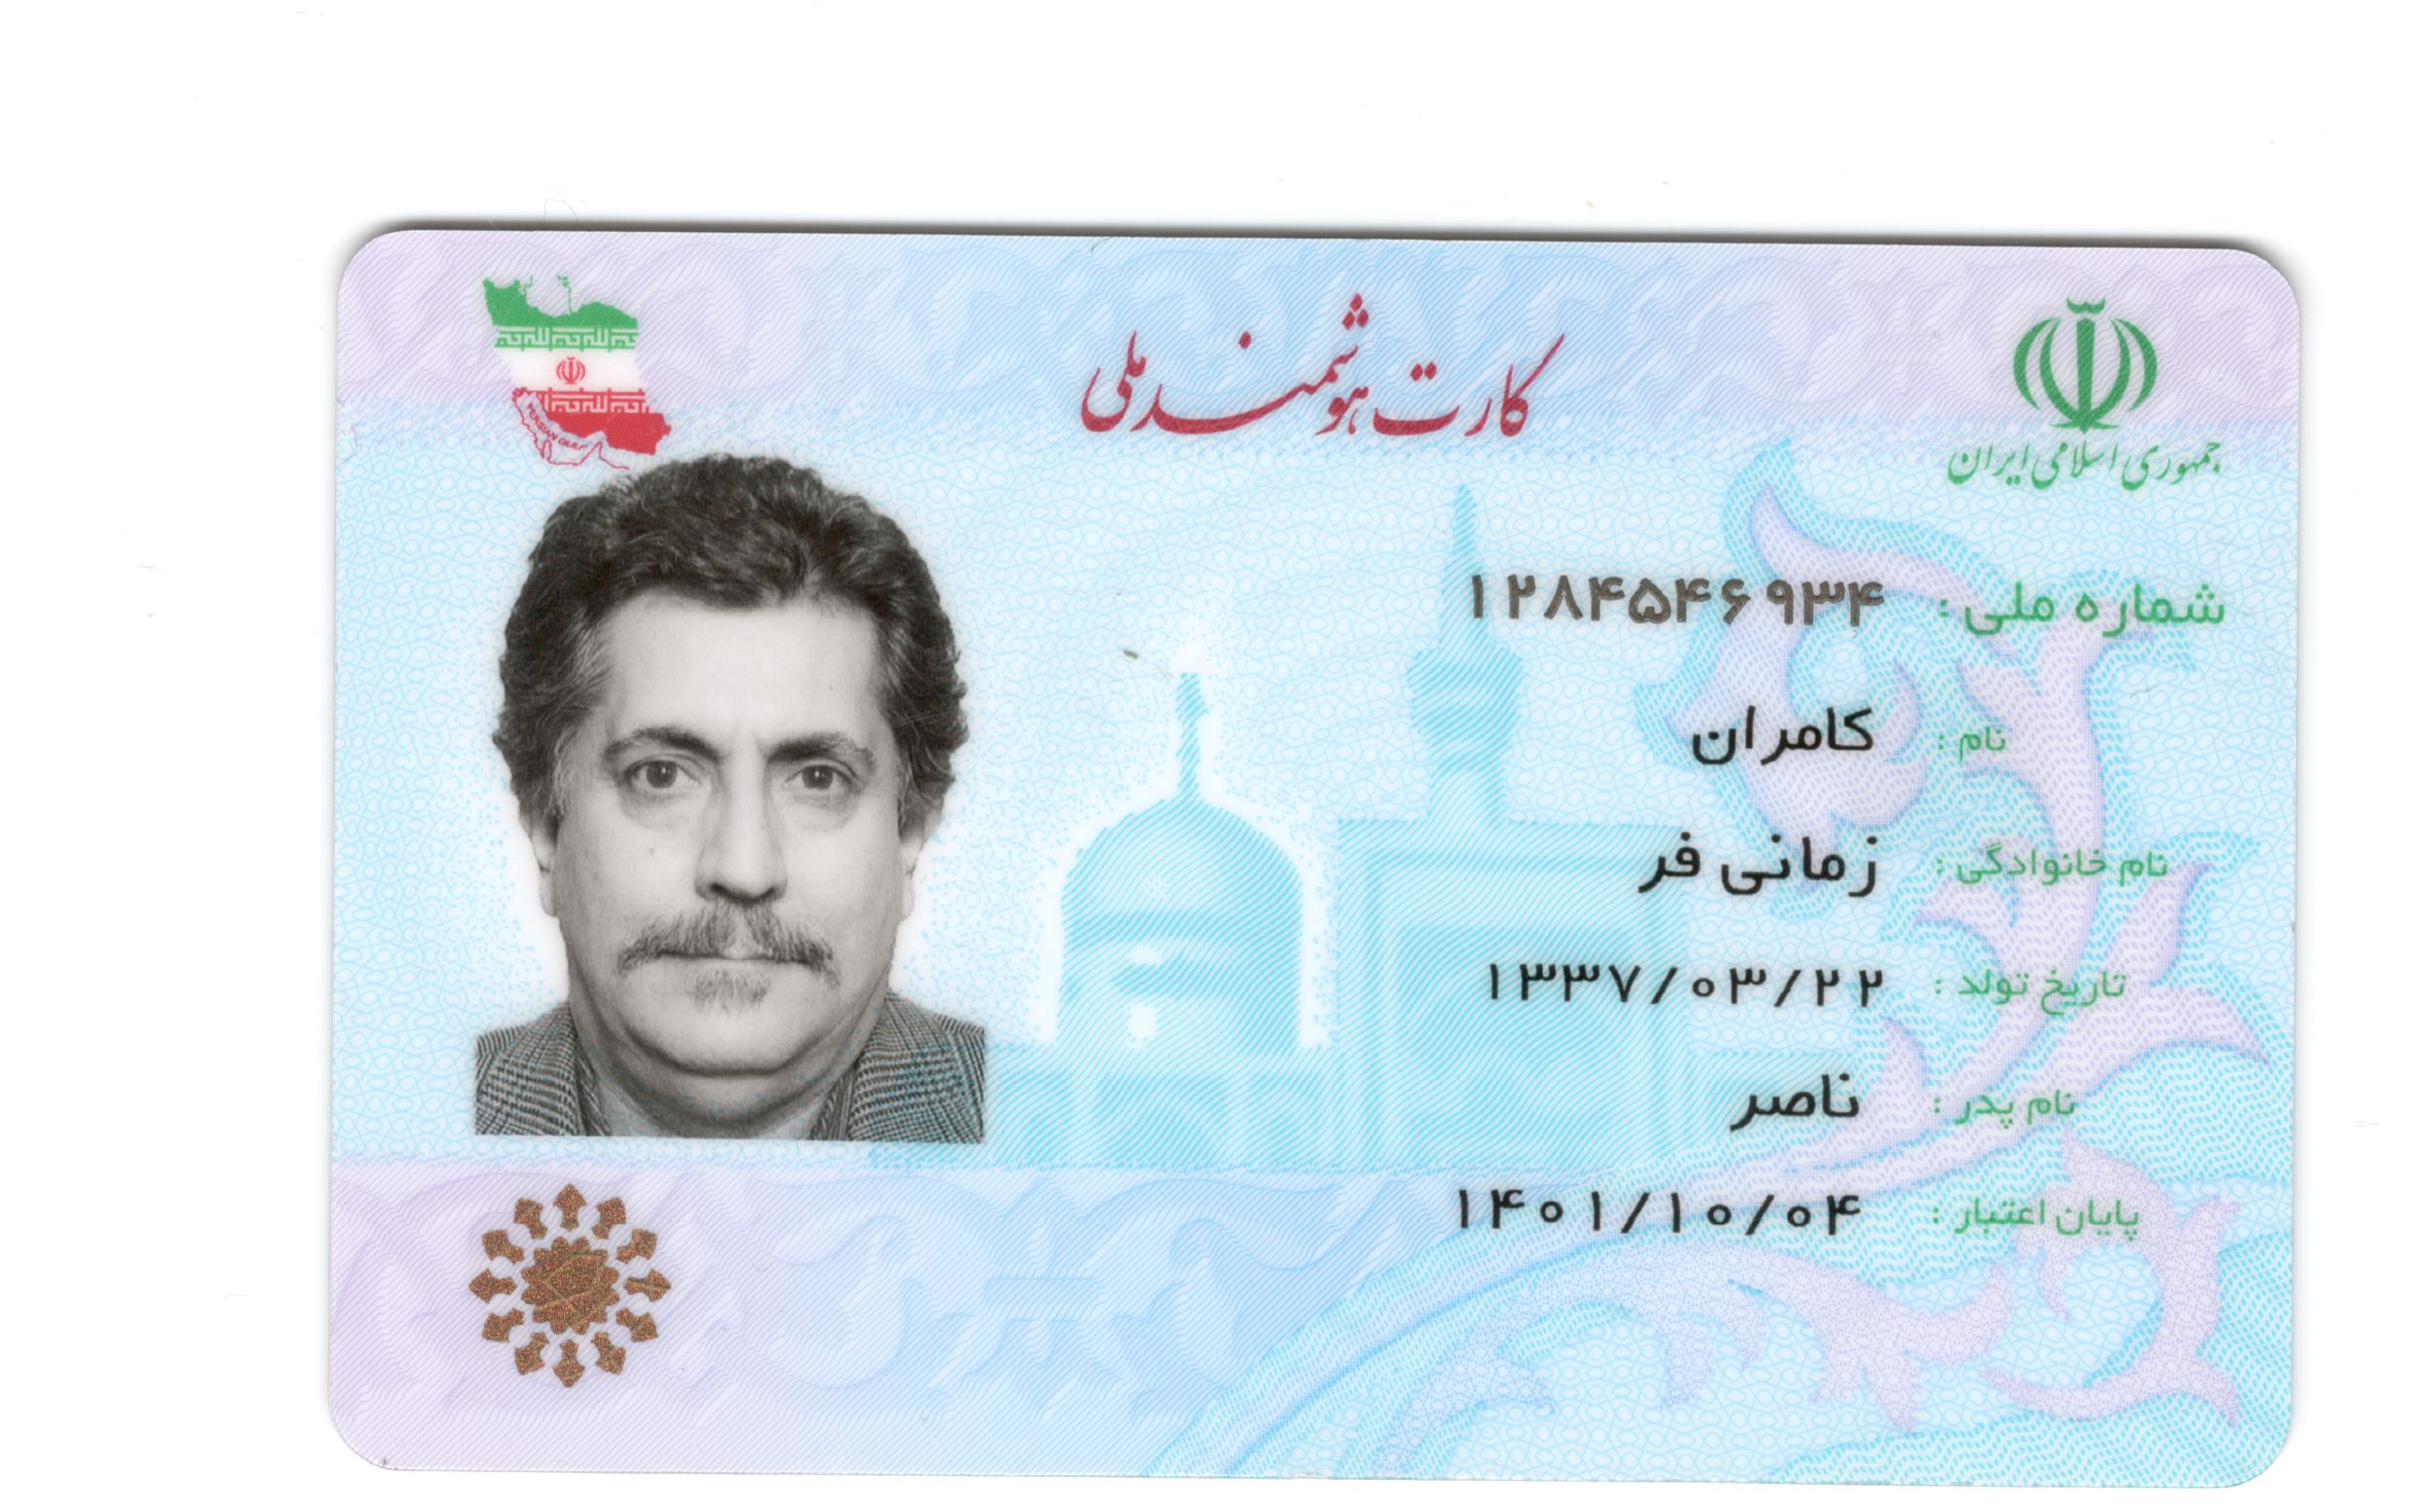 کارت هوشمند ملی
جمهوری اسلامی ایران
PERSIAN GULF
شماره ملی : ۱۲۸۴۵۴۶۹۳۴
نام : کامران
نام خانوادگی : زمانی فر
تاریخ تولد : ۱۳۳۷/۰۳/۲۲
نام پدر : ناصر
پایان اعتبار : ۱۴۰۱/۱۰/۰۴